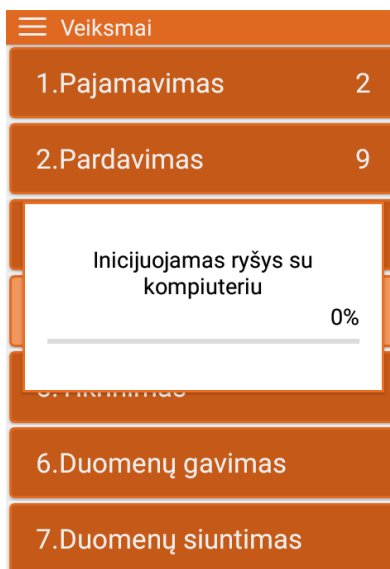 Veiksmai
1.Pajamavimas 2
2.Pardavimas 9
Inicijuojamas ryšys su
kompiuteriu
0%
6.Duomenų gavimas
7.Duomenų siuntimas